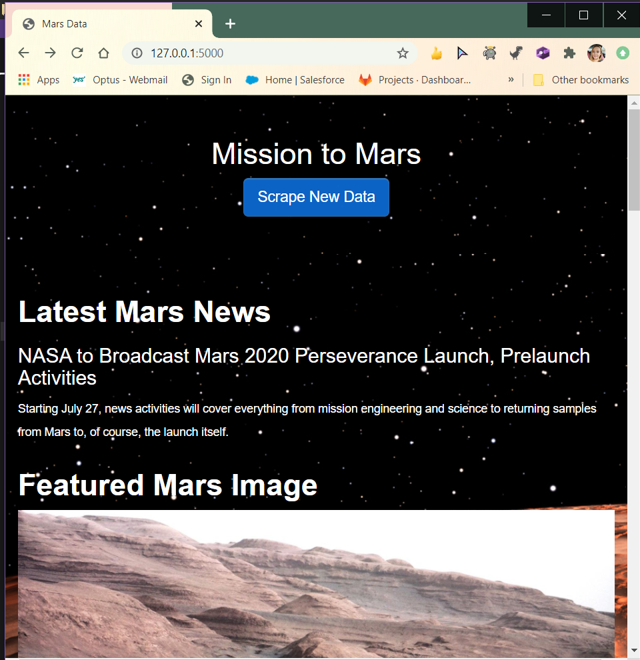 Mars Data
127.0.0.1:5000
Apps Optus - Webmail Sign In Home | Salesforce Projects · Dashboar... » Other bookmarks
Mission to Mars
Scrape New Data
Latest Mars News
NASA to Broadcast Mars 2020 Perseverance Launch, Prelaunch
Activities
Starting July 27, news activities will cover everything from mission engineering and science to returning samples
from Mars to, of course, the launch itself.
Featured Mars Image